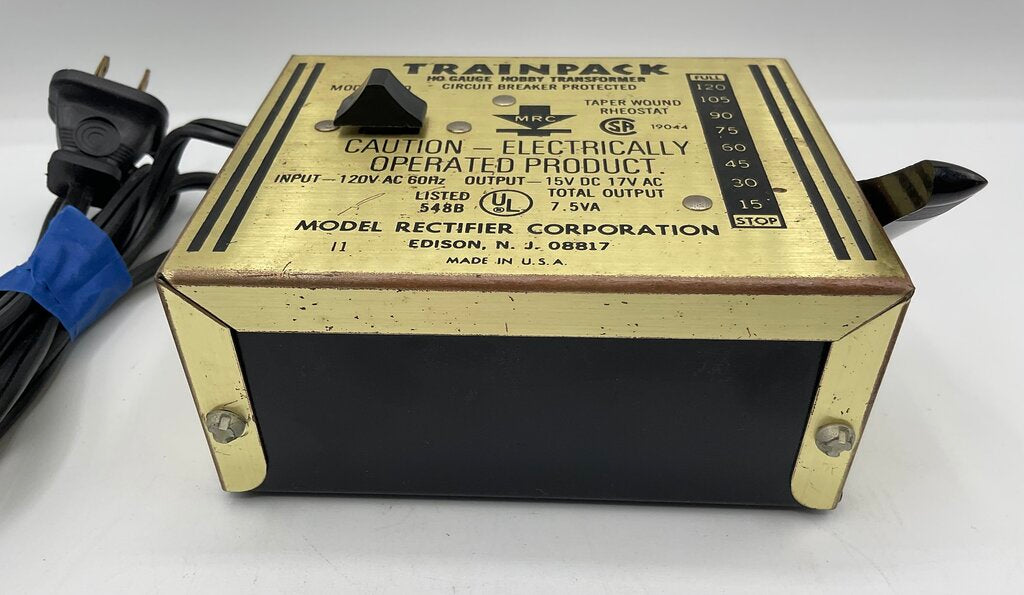 TRAINPACK
HO GAUGE HOBBY TRANSFORMER
CIRCUIT BREAKER PROTECTED
MRC
TAPER WOUND
RHEOSTAT
SA 19044
CAUTION — ELECTRICALLY
OPERATED PRODUCT.
INPUT — 120V AC 60Hz OUTPUT — 15V DC 17V AC
LISTED
548B
UL
TOTAL OUTPUT
7.5VA
MODEL RECTIFIER CORPORATION
EDISON, N. J. 08817
MADE IN U.S.A.
11
FULL
120
105
90
75
60
45
30
15
STOP